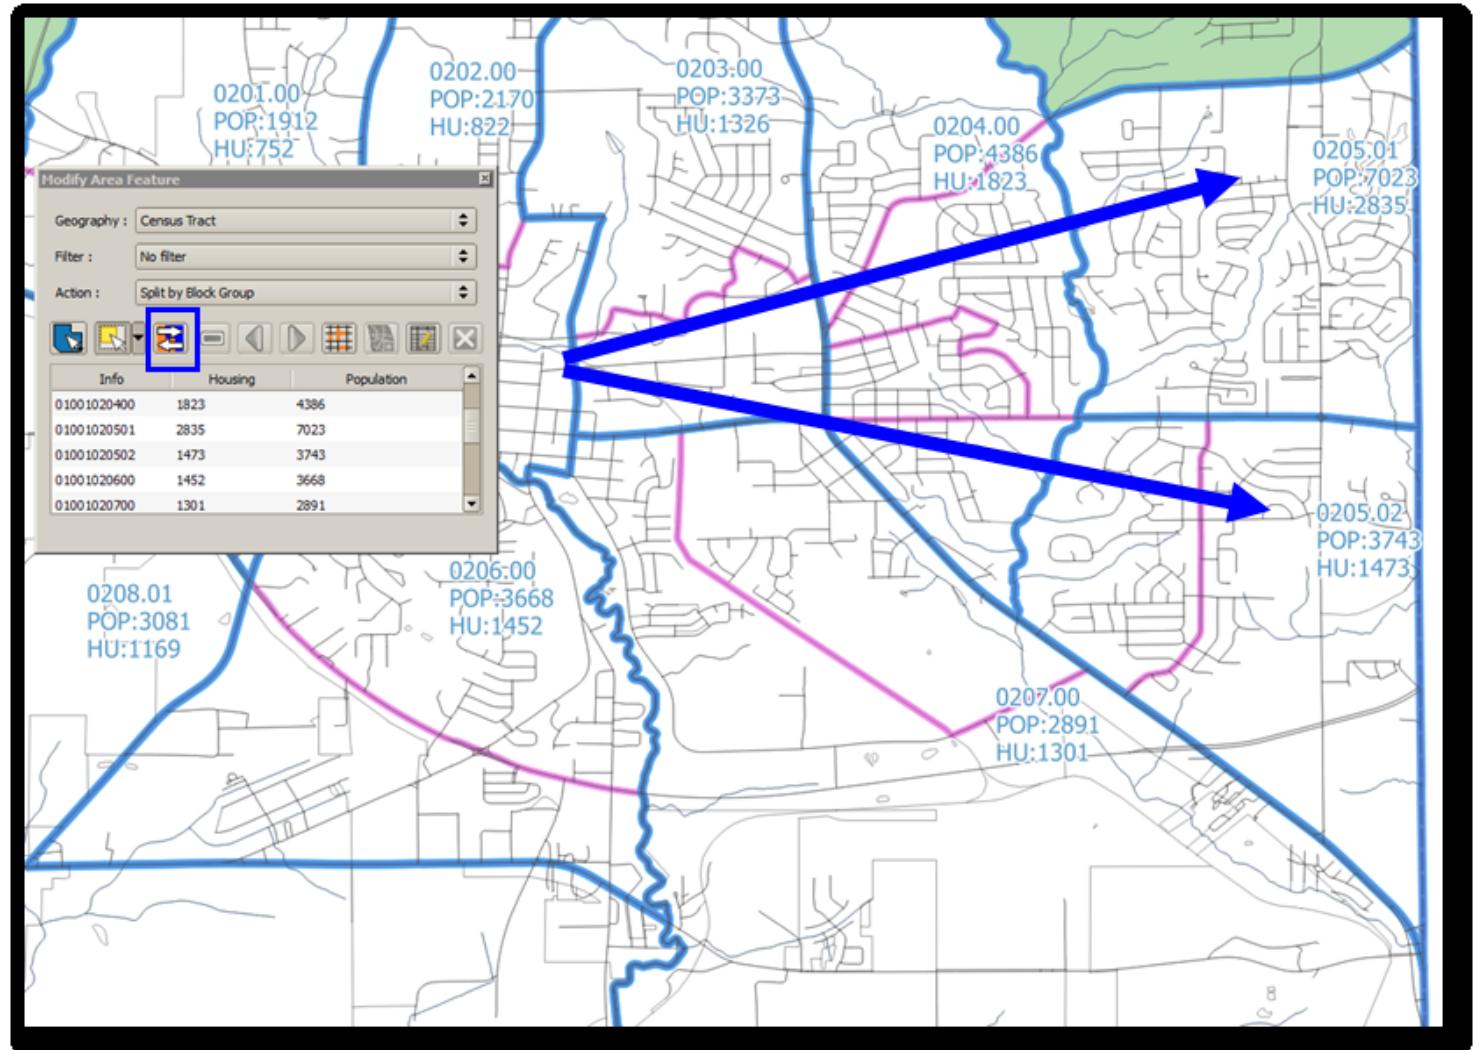 0201.00
POP:1912
HU:752
0202.00
POP:2170
HU:822
0203.00
POP:3373
HU:1326
0204.00
POP:4386
HU:1823
0205.01
POP:7023
HU:2835
Modify Area Feature
Geography : Census Tract
Filter : No filter
Action : Split by Block Group
Info Housing Population
01001020400 1823 4386
01001020501 2835 7023
01001020502 1473 3743
01001020600 1452 3668
01001020700 1301 2891
0205.02
POP:3743
HU:1473
0208.01
POP:3081
HU:1169
0206.00
POP:3668
HU:1452
0207.00
POP:2891
HU:1301